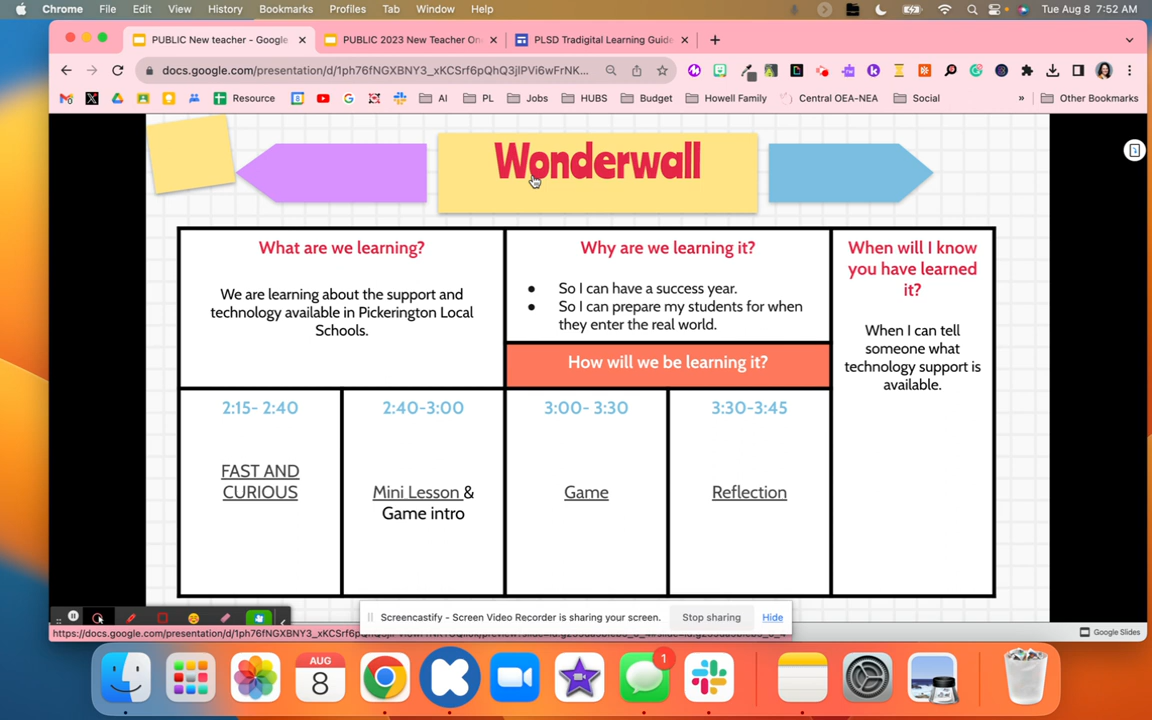 Chrome File Edit View History Bookmarks Profiles Tab Window Help Tue Aug 8 7:52 AM
PUBLIC New teacher - Google PUBLIC 2023 New Teacher On PLSD Tradigital Learning Guide
docs.google.com/presentation/d/1ph76fNGXBNY3_xKCSrf6pQhQ3jlPVi6wFrNK...
Resource AI PL Jobs HUBS Budget Howell Family Central OEA-NEA Social » Other Bookmarks
Wonderwall
What are we learning?
We are learning about the support and
technology available in Pickerington Local
Schools.
Why are we learning it?
● So I can have a success year.
● So I can prepare my students for when
they enter the real world.
When will I know
you have learned
it?
When I can tell
someone what
technology support is
available.
How will we be learning it?
2:15- 2:40
FAST AND
CURIOUS
2:40-3:00
Mini Lesson &
Game intro
3:00- 3:30
Game
3:30-3:45
Reflection
Screencastify - Screen Video Recorder is sharing your screen. Stop sharing Hide
Google Slides
AUG
8
1